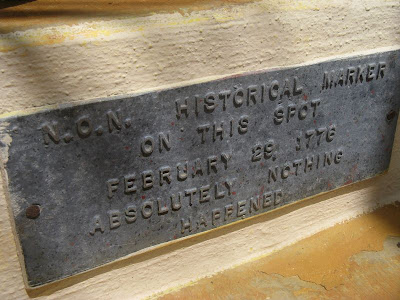 N.O.N. HISTORICAL MARKER
ON THIS SPOT
FEBRUARY 29, 1776
ABSOLUTELY NOTHING
HAPPENED